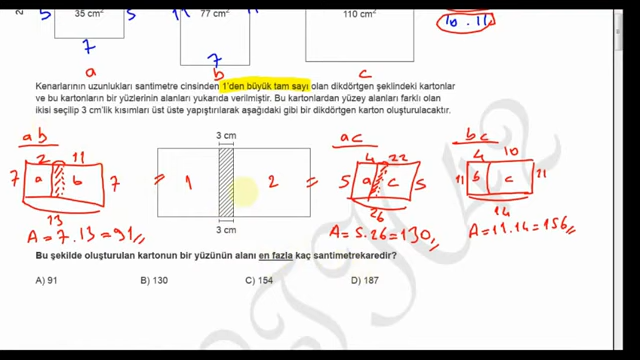 5 35 cm² 11 77 cm² 11 110 cm² 10.11
7 7
a b c
Kenarlarının uzunlukları santimetre cinsinden 1'den büyük tam sayı olan dikdörtgen şeklindeki kartonlar
ve bu kartonların bir yüzlerinin alanları yukarıda verilmiştir. Bu kartonlardan yüzey alanları farklı olan
ikisi seçilip 3 cm'lik kısımları üst üste yapıştırılarak aşağıdaki gibi bir dikdörtgen karton oluşturulacaktır.
ab 3 cm ac bc
2 11 4 22 4 10
7 a b 7 = 1 2 = 5 a c 5 11 b c 11
13 26 14
A = 7.13 = 91 3 cm A = 5.26 = 130 A = 11.14 = 156
Bu şekilde oluşturulan kartonun bir yüzünün alanı en fazla kaç santimetrekaredir?
A) 91 B) 130 C) 154 D) 187